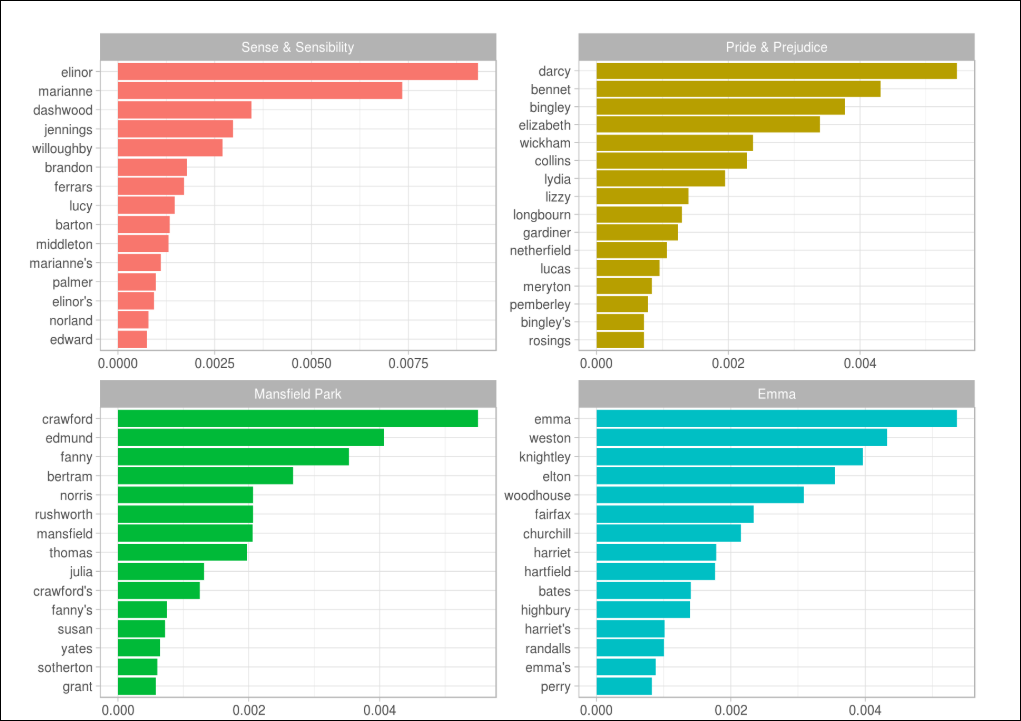 Sense & Sensibility
elinor
marianne
dashwood
jennings
willoughby
brandon
ferrars
lucy
barton
middleton
marianne's
palmer
elinor's
norland
edward
0.0000 0.0025 0.0050 0.0075
Pride & Prejudice
darcy
bennet
bingley
elizabeth
wickham
collins
lydia
lizzy
longbourn
gardiner
netherfield
lucas
meryton
pemberley
bingley's
rosings
0.000 0.002 0.004
Mansfield Park
crawford
edmund
fanny
bertram
norris
rushworth
mansfield
thomas
julia
crawford's
fanny's
susan
yates
sotherton
grant
0.000 0.002 0.004
Emma
emma
weston
knightley
elton
woodhouse
fairfax
churchill
harriet
hartfield
bates
highbury
harriet's
randalls
emma's
perry
0.000 0.002 0.004